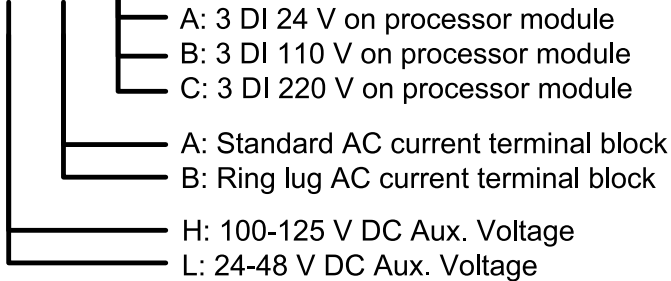 A: 3 DI 24 V on processor module
B: 3 DI 110 V on processor module
C: 3 DI 220 V on processor module
A: Standard AC current terminal block
B: Ring lug AC current terminal block
H: 100-125 V DC Aux. Voltage
L: 24-48 V DC Aux. Voltage